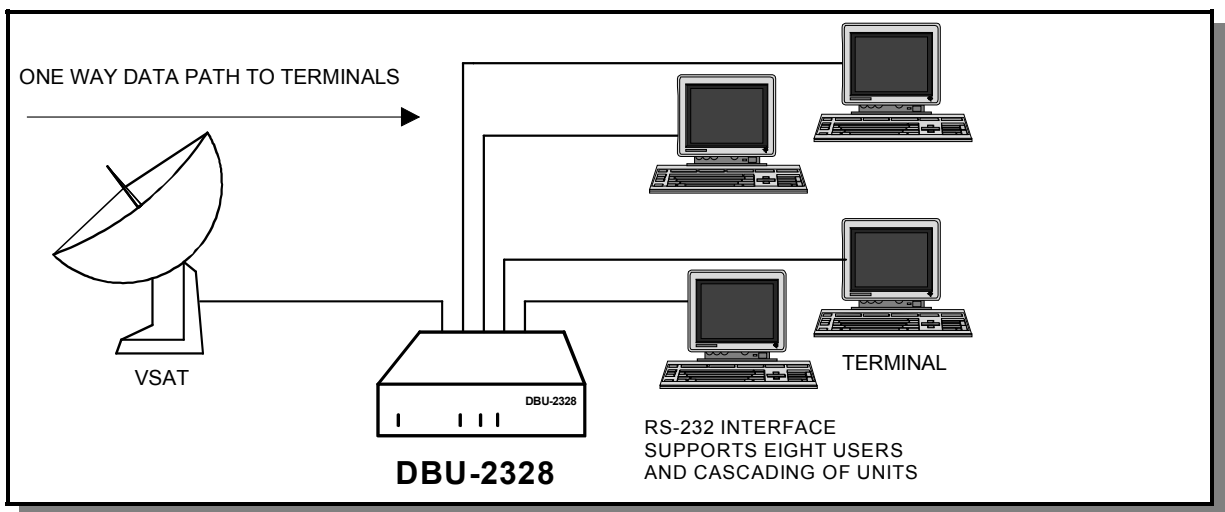 ONE WAY DATA PATH TO TERMINALS
VSAT
DBU-2328
DBU-2328
TERMINAL
RS-232 INTERFACE
SUPPORTS EIGHT USERS
AND CASCADING OF UNITS